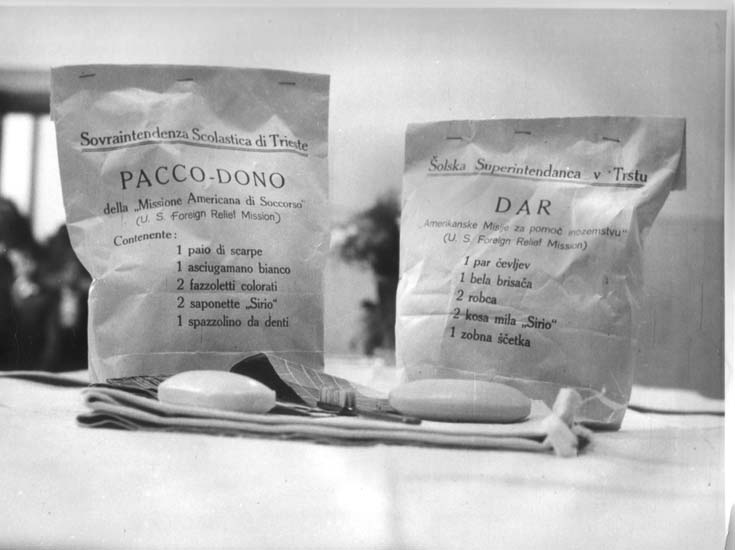 Sovraintendenza Scolastica di Trieste
PACCO-DONO
della „Missione Americana di Soccorso"
(U. S. Foreign Relief Mission)
Contenente:
1 paio di scarpe
1 asciugamano bianco
2 fazzoletti colorati
2 saponette „Sirio"
1 spazzolino da denti
Šolska Superintendanca v Trstu
DAR
„Amerikanske Misije za pomoč inozemstvu"
(U. S. Foreign Relief Mission)
1 par čevljev
1 bela brisača
2 robca
2 kosa mila „Sirio"
1 zobna ščetka